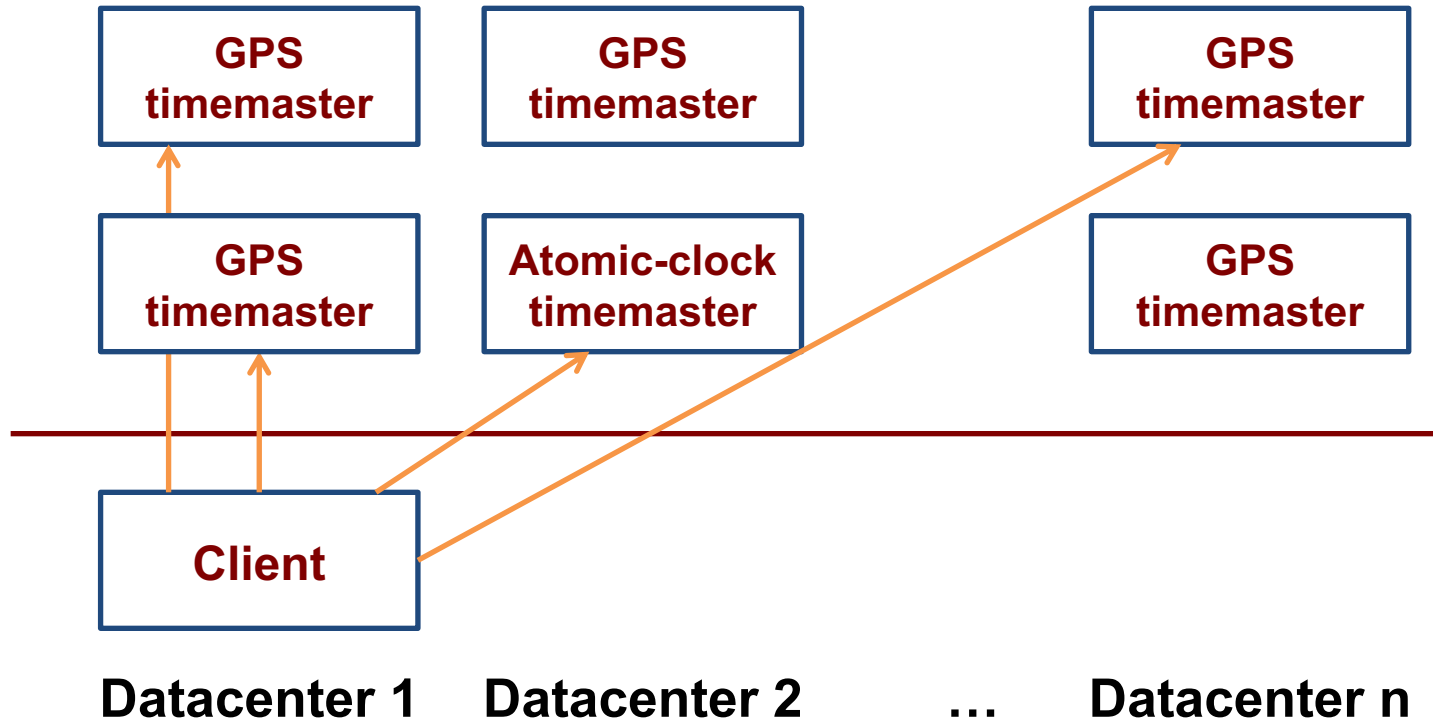 GPS
timemaster
GPS
timemaster
GPS
timemaster
GPS
timemaster
Atomic-clock
timemaster
GPS
timemaster
Client
Datacenter 1
Datacenter 2
...
Datacenter n